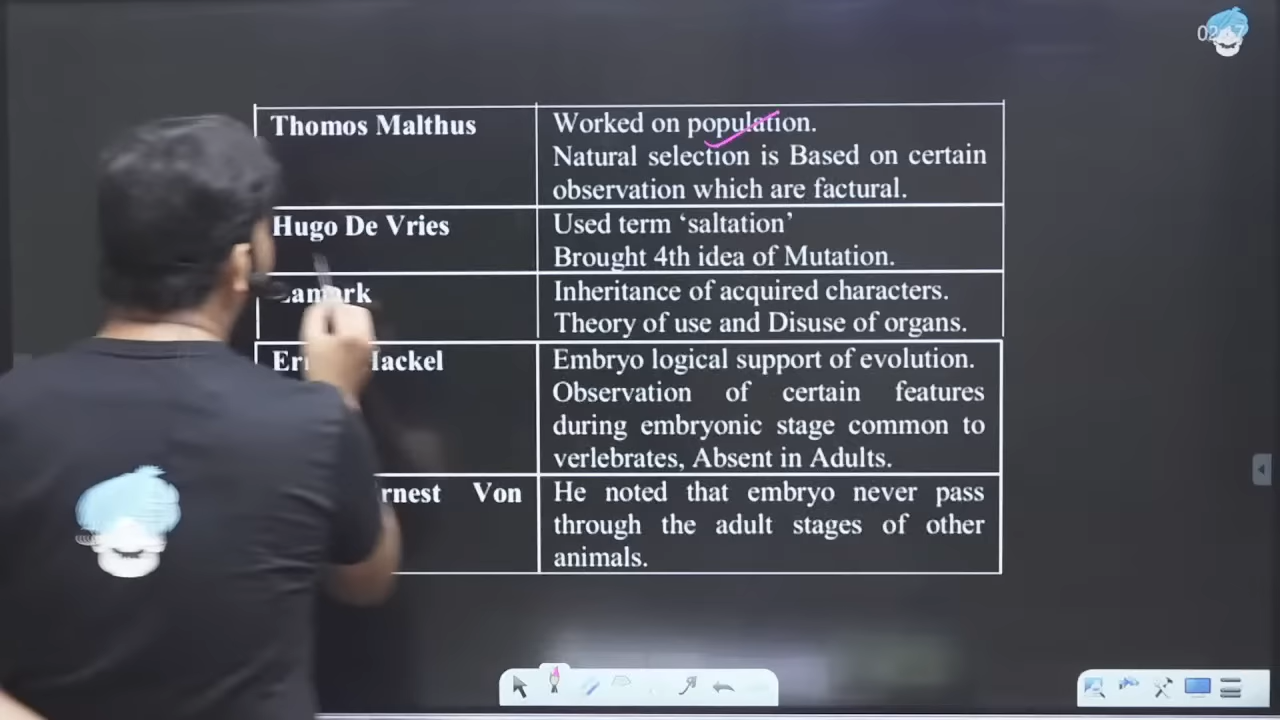 Thomos Malthus
Worked on population.
Natural selection is Based on certain
observation which are factural.
Hugo De Vries
Used term ‘saltation’
Brought 4th idea of Mutation.
Lamark
Inheritance of acquired characters.
Theory of use and Disuse of organs.
Hackel
Embryo logical support of evolution.
Observation of certain features
during embryonic stage common to
verlebrates, Absent in Adults.
Von
He noted that embryo never pass
through the adult stages of other
animals.